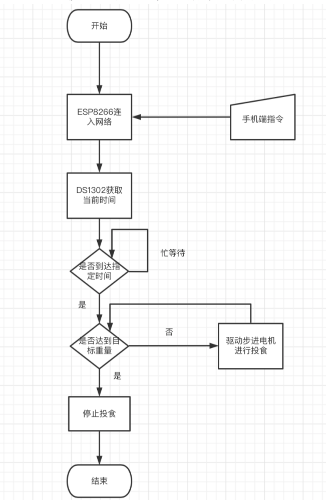 开始
ESP8266连
入网络
手机端指令
DS1302获取
当前时间
是否到达指
定时间
忙等待
是
是否达到目
标重量
否
驱动步进电机
进行投食
是
停止投食
结束